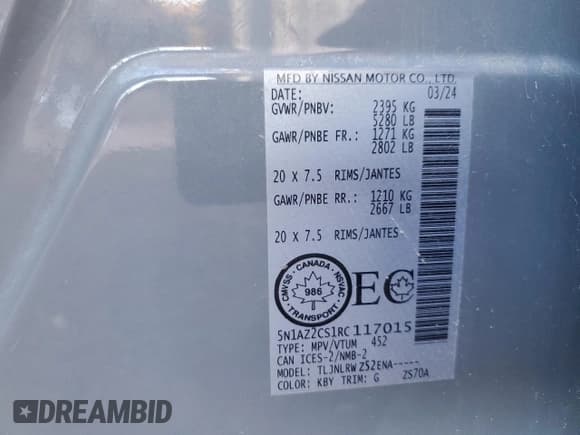 MFD BY NISSAN MOTOR CO., LTD.
DATE: 03/24
GVWR/PNBV: 2395 KG
5280 LB
GAWR/PNBE FR.: 1271 KG
2802 LB
20 X 7.5 RIMS/JANTES
GAWR/PNBE RR.: 1210 KG
2667 LB
20 X 7.5 RIMS/JANTES
CMVSS · CANADA · NSVAC
986
TRANSPORT
EC
5N1AZ2CS1RC117015
TYPE: MPV/VTUM 452
CAN ICES-2/NMB-2
MODEL: TLJNLRWZS2ENA-----
COLOR: KBY TRIM: G ZS70A
DREAMBID